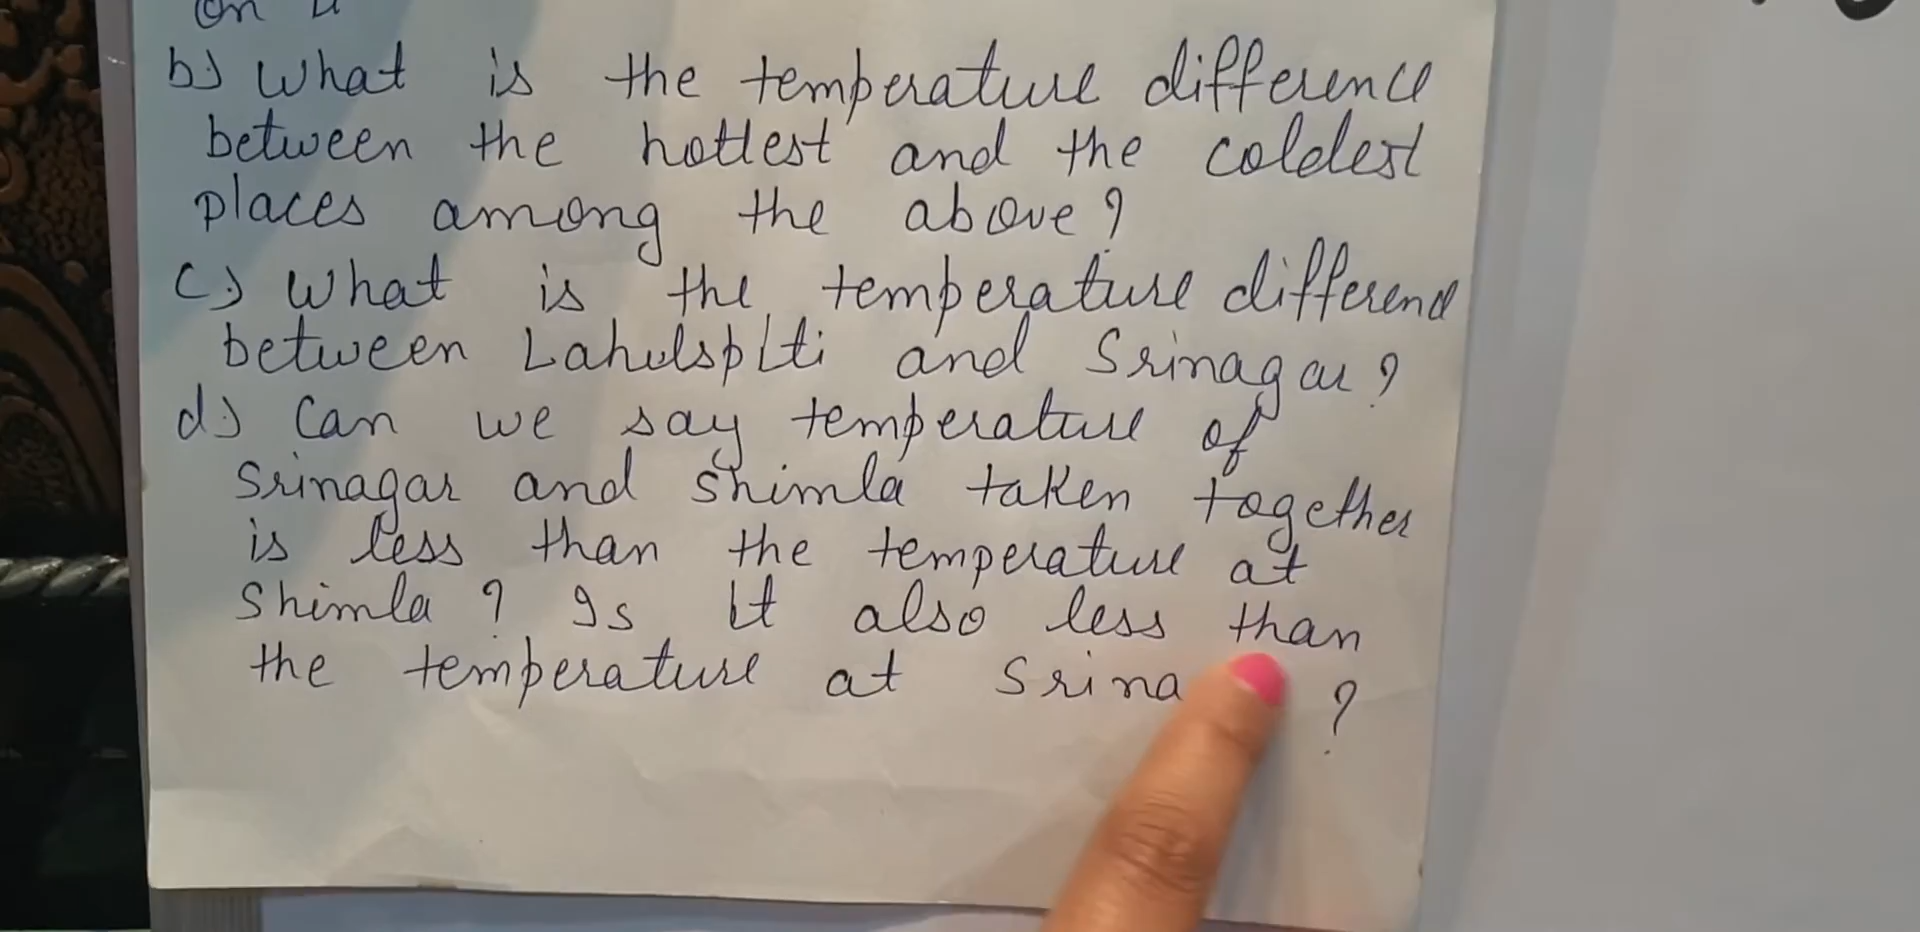 on it
b) What is the temperature difference
between the hottest and the coldest
places among the above?
c) What is the temperature difference
between Lahulspiti and Srinagar?
d) Can we say temperature of
Srinagar and Shimla taken together
is less than the temperature at
Shimla? Is it also less than
the temperature at Srina ?